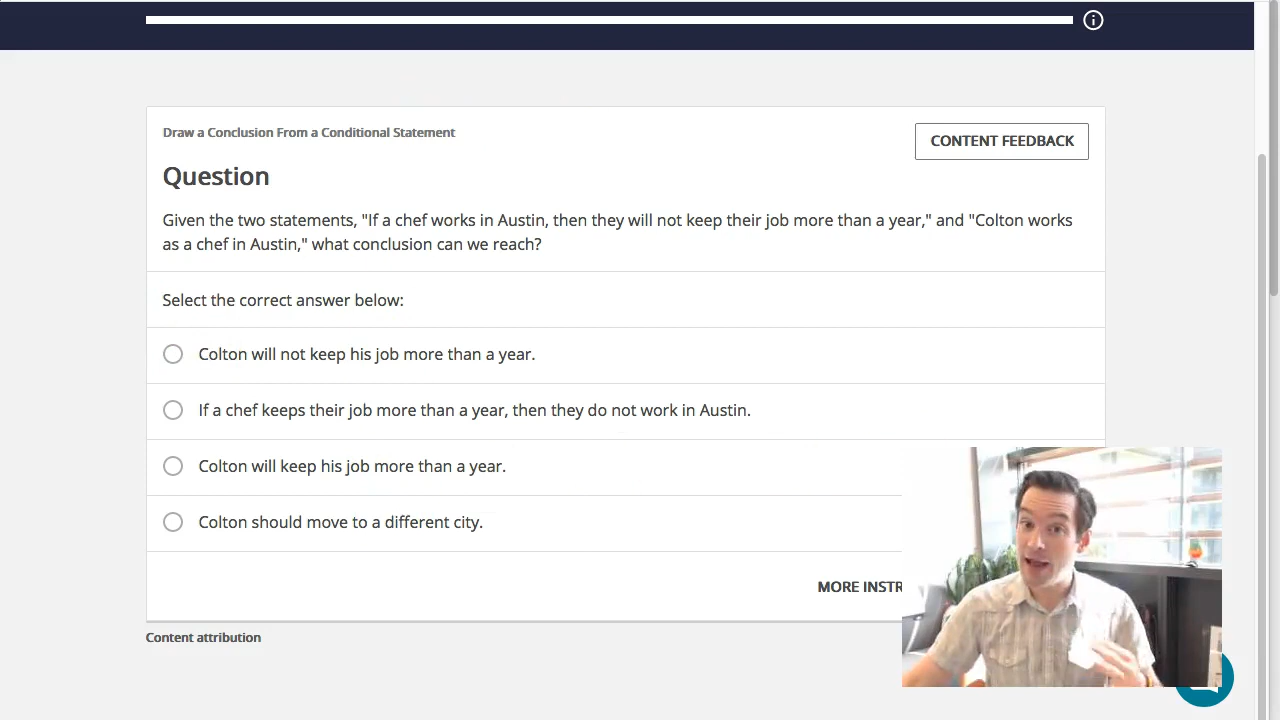 Draw a Conclusion From a Conditional Statement
CONTENT FEEDBACK
Question
Given the two statements, "If a chef works in Austin, then they will not keep their job more than a year," and "Colton works
as a chef in Austin," what conclusion can we reach?
Select the correct answer below:
Colton will not keep his job more than a year.
If a chef keeps their job more than a year, then they do not work in Austin.
Colton will keep his job more than a year.
Colton should move to a different city.
MORE INSTR
Content attribution